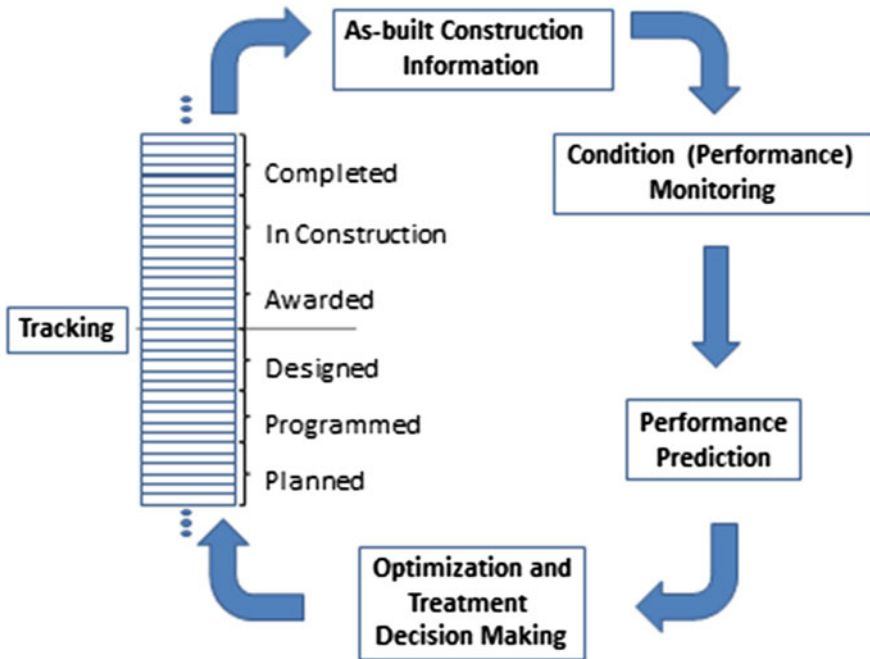 As-built Construction
Information
Condition (Performance)
Monitoring
Completed
In Construction
Awarded
Tracking
Designed
Programmed
Planned
Performance
Prediction
Optimization and
Treatment
Decision Making